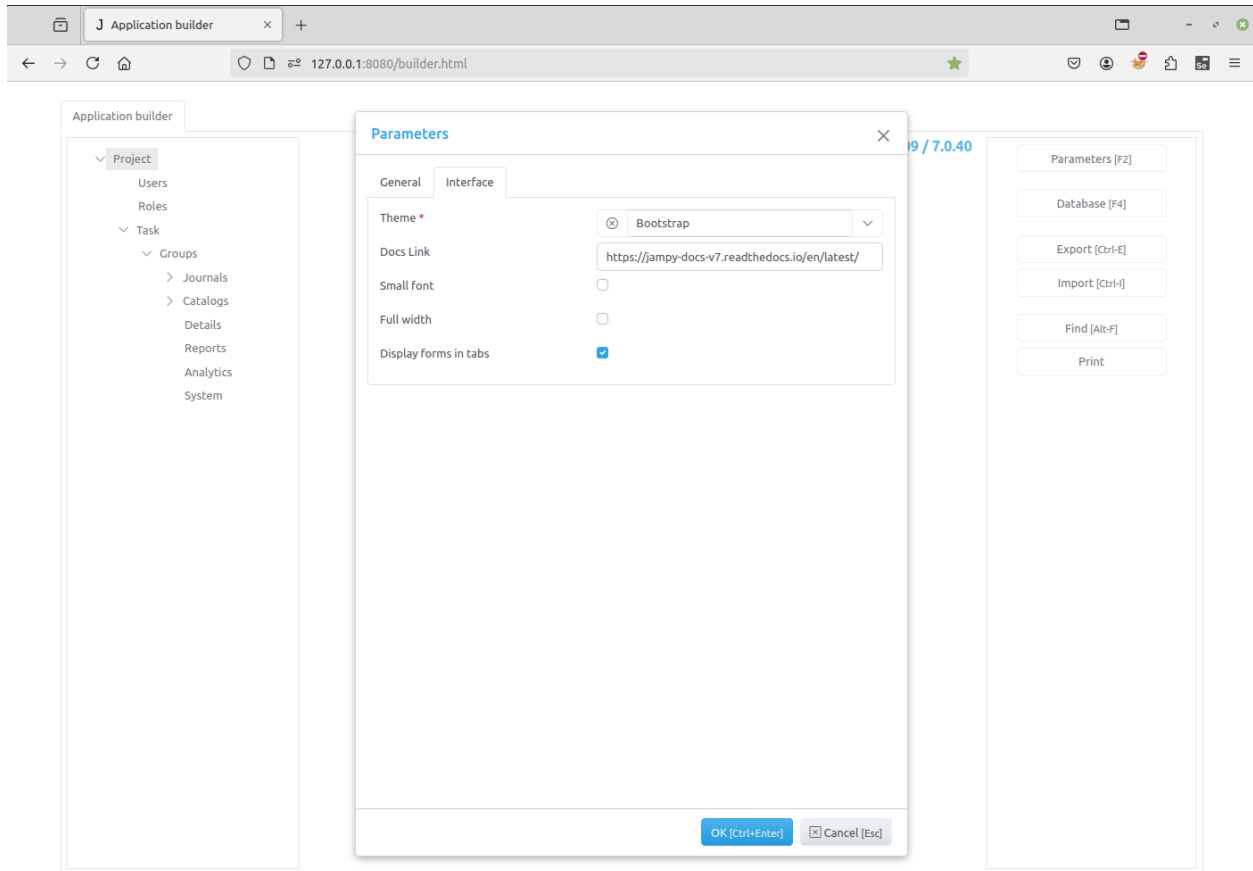 J Application builder
127.0.0.1:8080/builder.html
Se
Application builder
Project
Users
Roles
Task
Groups
Journals
Catalogs
Details
Reports
Analytics
System
Parameters
General Interface
Theme *
Bootstrap
Docs Link
https://jampy-docs-v7.readthedocs.io/en/latest/
Small font
Full width
Display forms in tabs
OK [Ctrl+Enter]
Cancel [Esc]
/ 7.0.40
Parameters [F2]
Database [F4]
Export [Ctrl-E]
Import [Ctrl-I]
Find [Alt-F]
Print